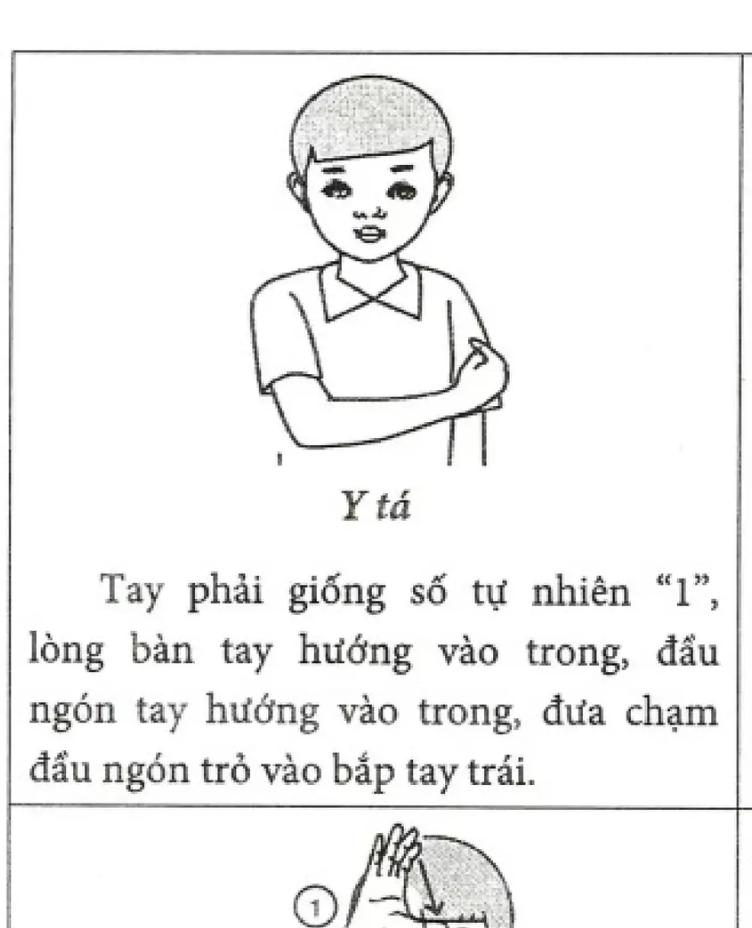 Y tá
Tay phải giống số tự nhiên “1”,
lòng bàn tay hướng vào trong, đầu
ngón tay hướng vào trong, đưa chạm
đầu ngón trỏ vào bắp tay trái.
1